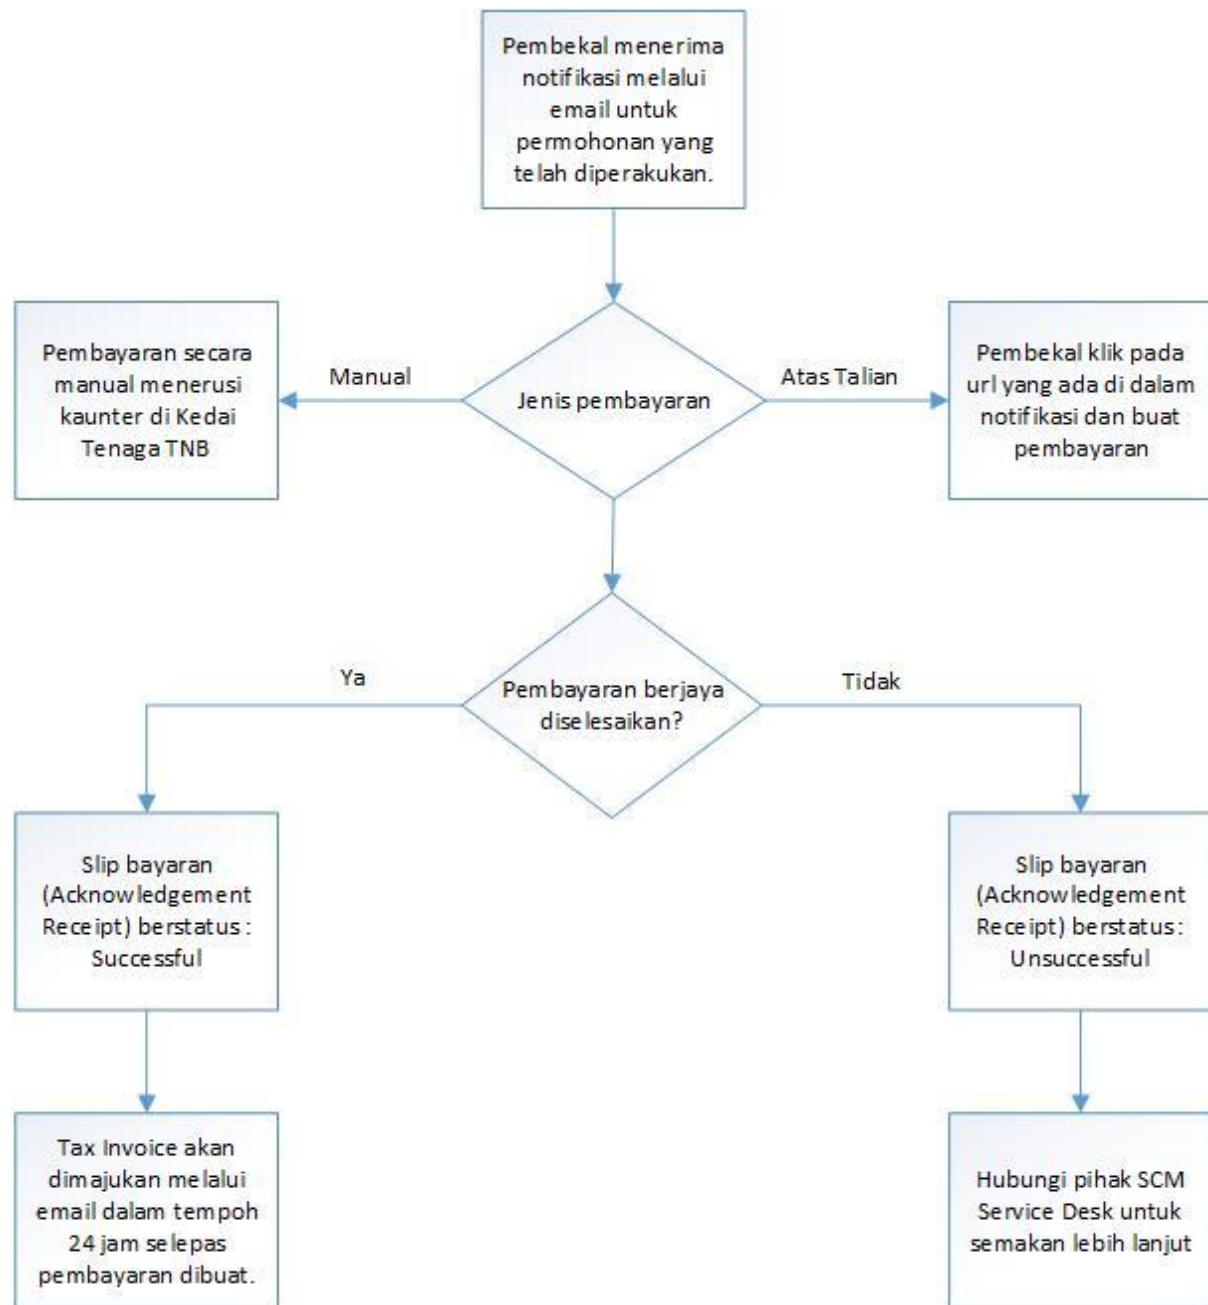 Pembekal menerima
notifikasi melalui
email untuk
permohonan yang
telah diperakukan.
Pembayaran secara
manual menerusi
kaunter di Kedai
Tenaga TNB
Manual
Jenis pembayaran
Atas Talian
Pembekal klik pada
url yang ada di dalam
notifikasi dan buat
pembayaran
Ya
Pembayaran berjaya
diselesaikan?
Tidak
Slip bayaran
(Acknowledgement
Receipt) berstatus :
Successful
Slip bayaran
(Acknowledgement
Receipt) berstatus :
Unsuccessful
Tax Invoice akan
dimajukan melalui
email dalam tempoh
24 jam selepas
pembayaran dibuat.
Hubungi pihak SCM
Service Desk untuk
semakan lebih lanjut